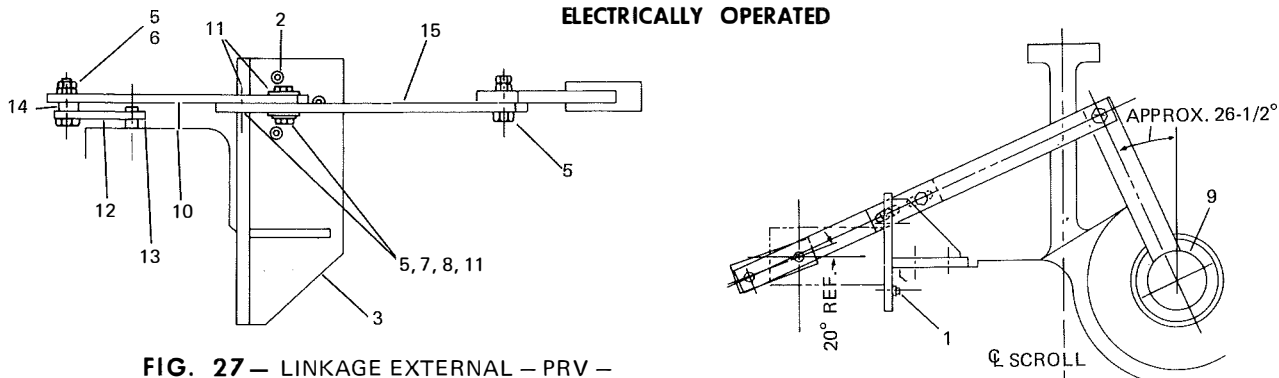 ELECTRICALLY OPERATED
5
6
11
2
15
14
12
10
13
5
5, 7, 8, 11
3
APPROX. 26-1/2°
9
20° REF.
1
℄ SCROLL
FIG. 27 — LINKAGE EXTERNAL — PRV —